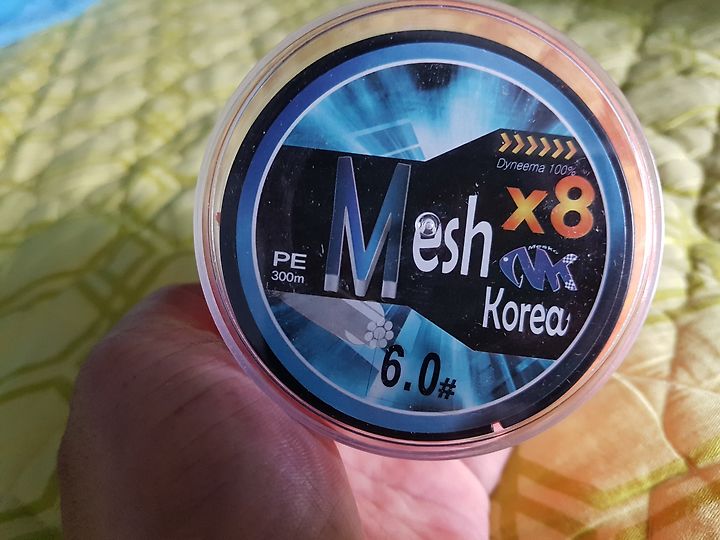 Dyneema 100%
x8
Mesh
PE
300m
Korea
6.0#